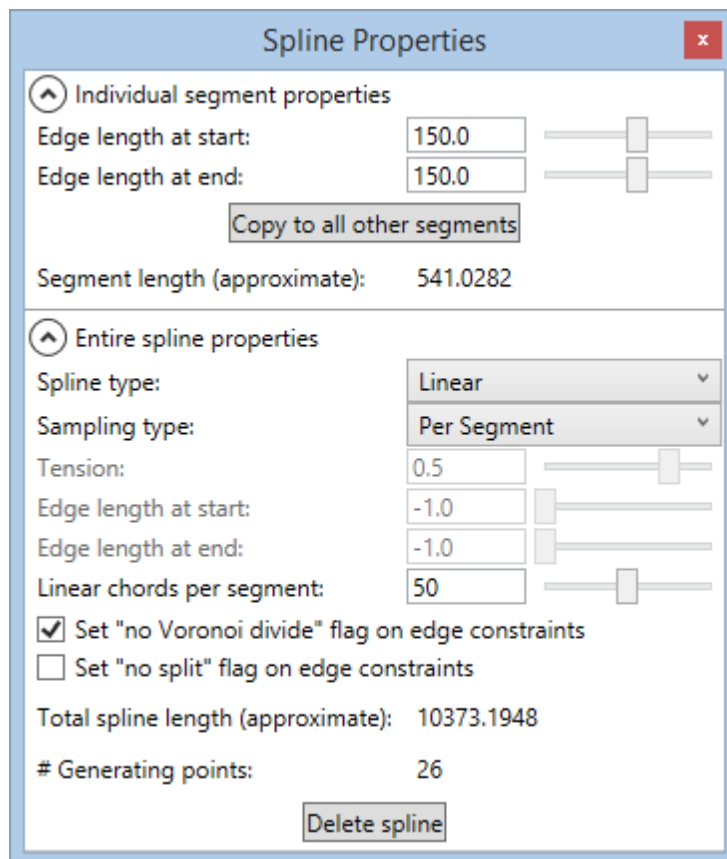 Spline Properties
x
Individual segment properties
Edge length at start: 150.0
Edge length at end: 150.0
Copy to all other segments
Segment length (approximate): 541.0282
Entire spline properties
Spline type: Linear
Sampling type: Per Segment
Tension: 0.5
Edge length at start: -1.0
Edge length at end: -1.0
Linear chords per segment: 50
Set "no Voronoi divide" flag on edge constraints
Set "no split" flag on edge constraints
Total spline length (approximate): 10373.1948
# Generating points: 26
Delete spline